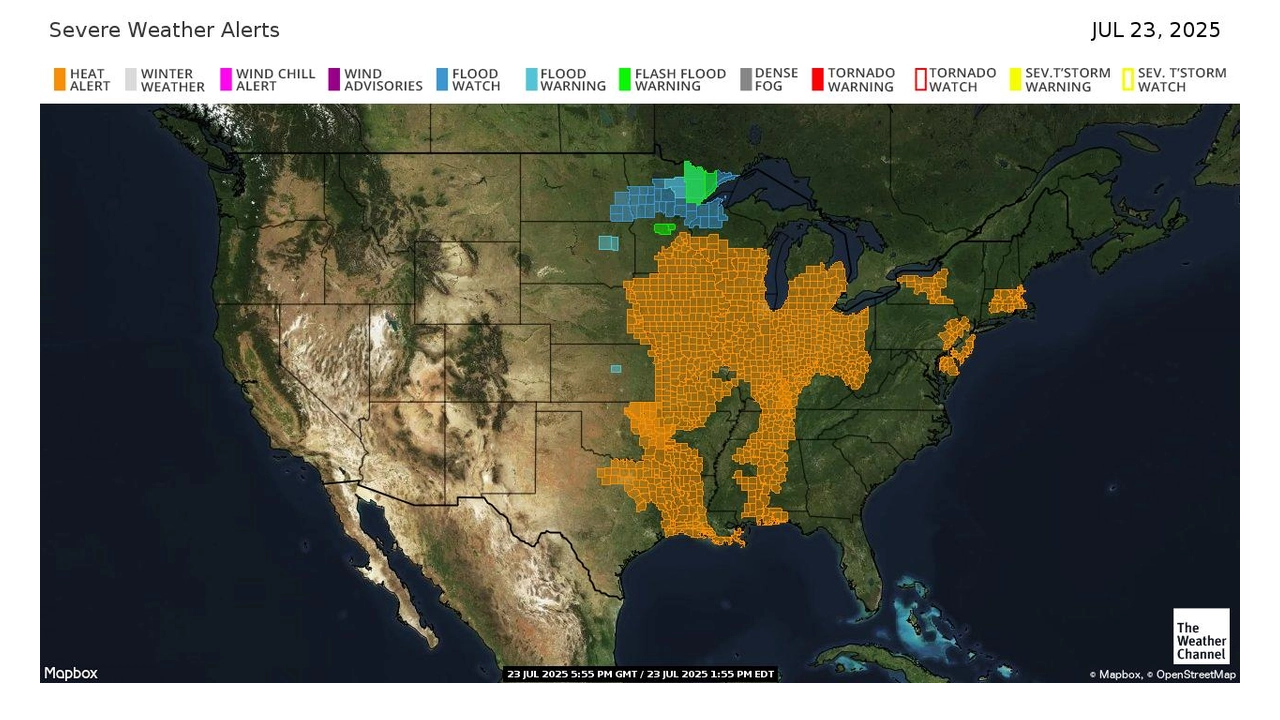 Severe Weather Alerts
JUL 23, 2025
HEAT
ALERT
WINTER
WEATHER
WIND CHILL
ALERT
WIND
ADVISORIES
FLOOD
WATCH
FLOOD
WARNING
FLASH FLOOD
WARNING
DENSE
FOG
TORNADO
WARNING
TORNADO
WATCH
SEV.T'STORM
WARNING
SEV. T'STORM
WATCH
The
Weather
Channel
Mapbox
23 JUL 2025 5:55 PM GMT / 23 JUL 2025 1:55 PM EDT
© Mapbox, © OpenStreetMap